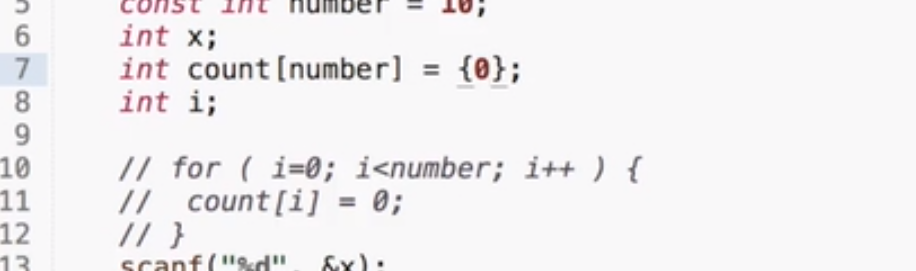 5 const int number = 10;
6 int x;
7 int count[number] = {0};
8 int i;
9
10 // for ( i=0; i<number; i++ ) {
11 //  count[i] = 0;
12 // }
13 scanf("%d", &x);